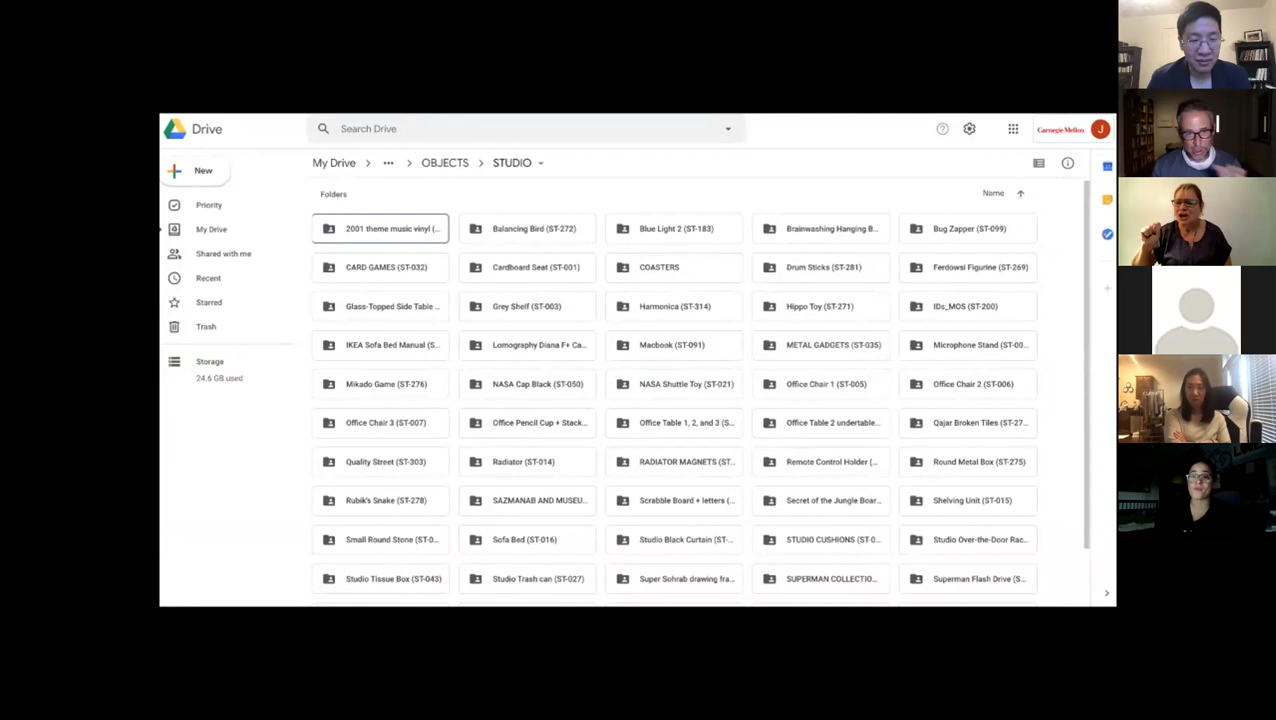 Drive
Search Drive
Carnegie Mellon
J
New
My Drive
•••
OBJECTS
STUDIO
Priority
My Drive
Shared with me
Recent
Starred
Trash
Storage
24.6 GB used
Folders
Name
2001 theme music vinyl (...
Balancing Bird (ST-272)
Blue Light 2 (ST-183)
Brainwashing Hanging B...
Bug Zapper (ST-099)
CARD GAMES (ST-032)
Cardboard Seat (ST-001)
COASTERS
Drum Sticks (ST-281)
Ferdowsi Figurine (ST-269)
Glass-Topped Side Table ...
Grey Shelf (ST-003)
Harmonica (ST-314)
Hippo Toy (ST-271)
IDs_MOS (ST-200)
IKEA Sofa Bed Manual (S...
Lomography Diana F+ Ca...
Macbook (ST-091)
METAL GADGETS (ST-035)
Microphone Stand (ST-00...
Mikado Game (ST-276)
NASA Cap Black (ST-050)
NASA Shuttle Toy (ST-021)
Office Chair 1 (ST-005)
Office Chair 2 (ST-006)
Office Chair 3 (ST-007)
Office Pencil Cup + Stack...
Office Table 1, 2, and 3 (S...
Office Table 2 undertable...
Qajar Broken Tiles (ST-27...
Quality Street (ST-303)
Radiator (ST-014)
RADIATOR MAGNETS (ST...
Remote Control Holder (...
Round Metal Box (ST-275)
Rubik's Snake (ST-278)
SAZMANAB AND MUSEU...
Scrabble Board + letters (...
Secret of the Jungle Boar...
Shelving Unit (ST-015)
Small Round Stone (ST-0...
Sofa Bed (ST-016)
Studio Black Curtain (ST-...
STUDIO CUSHIONS (ST-0...
Studio Over-the-Door Rac...
Studio Tissue Box (ST-043)
Studio Trash can (ST-027)
Super Sohrab drawing fra...
SUPERMAN COLLECTIO...
Superman Flash Drive (S...